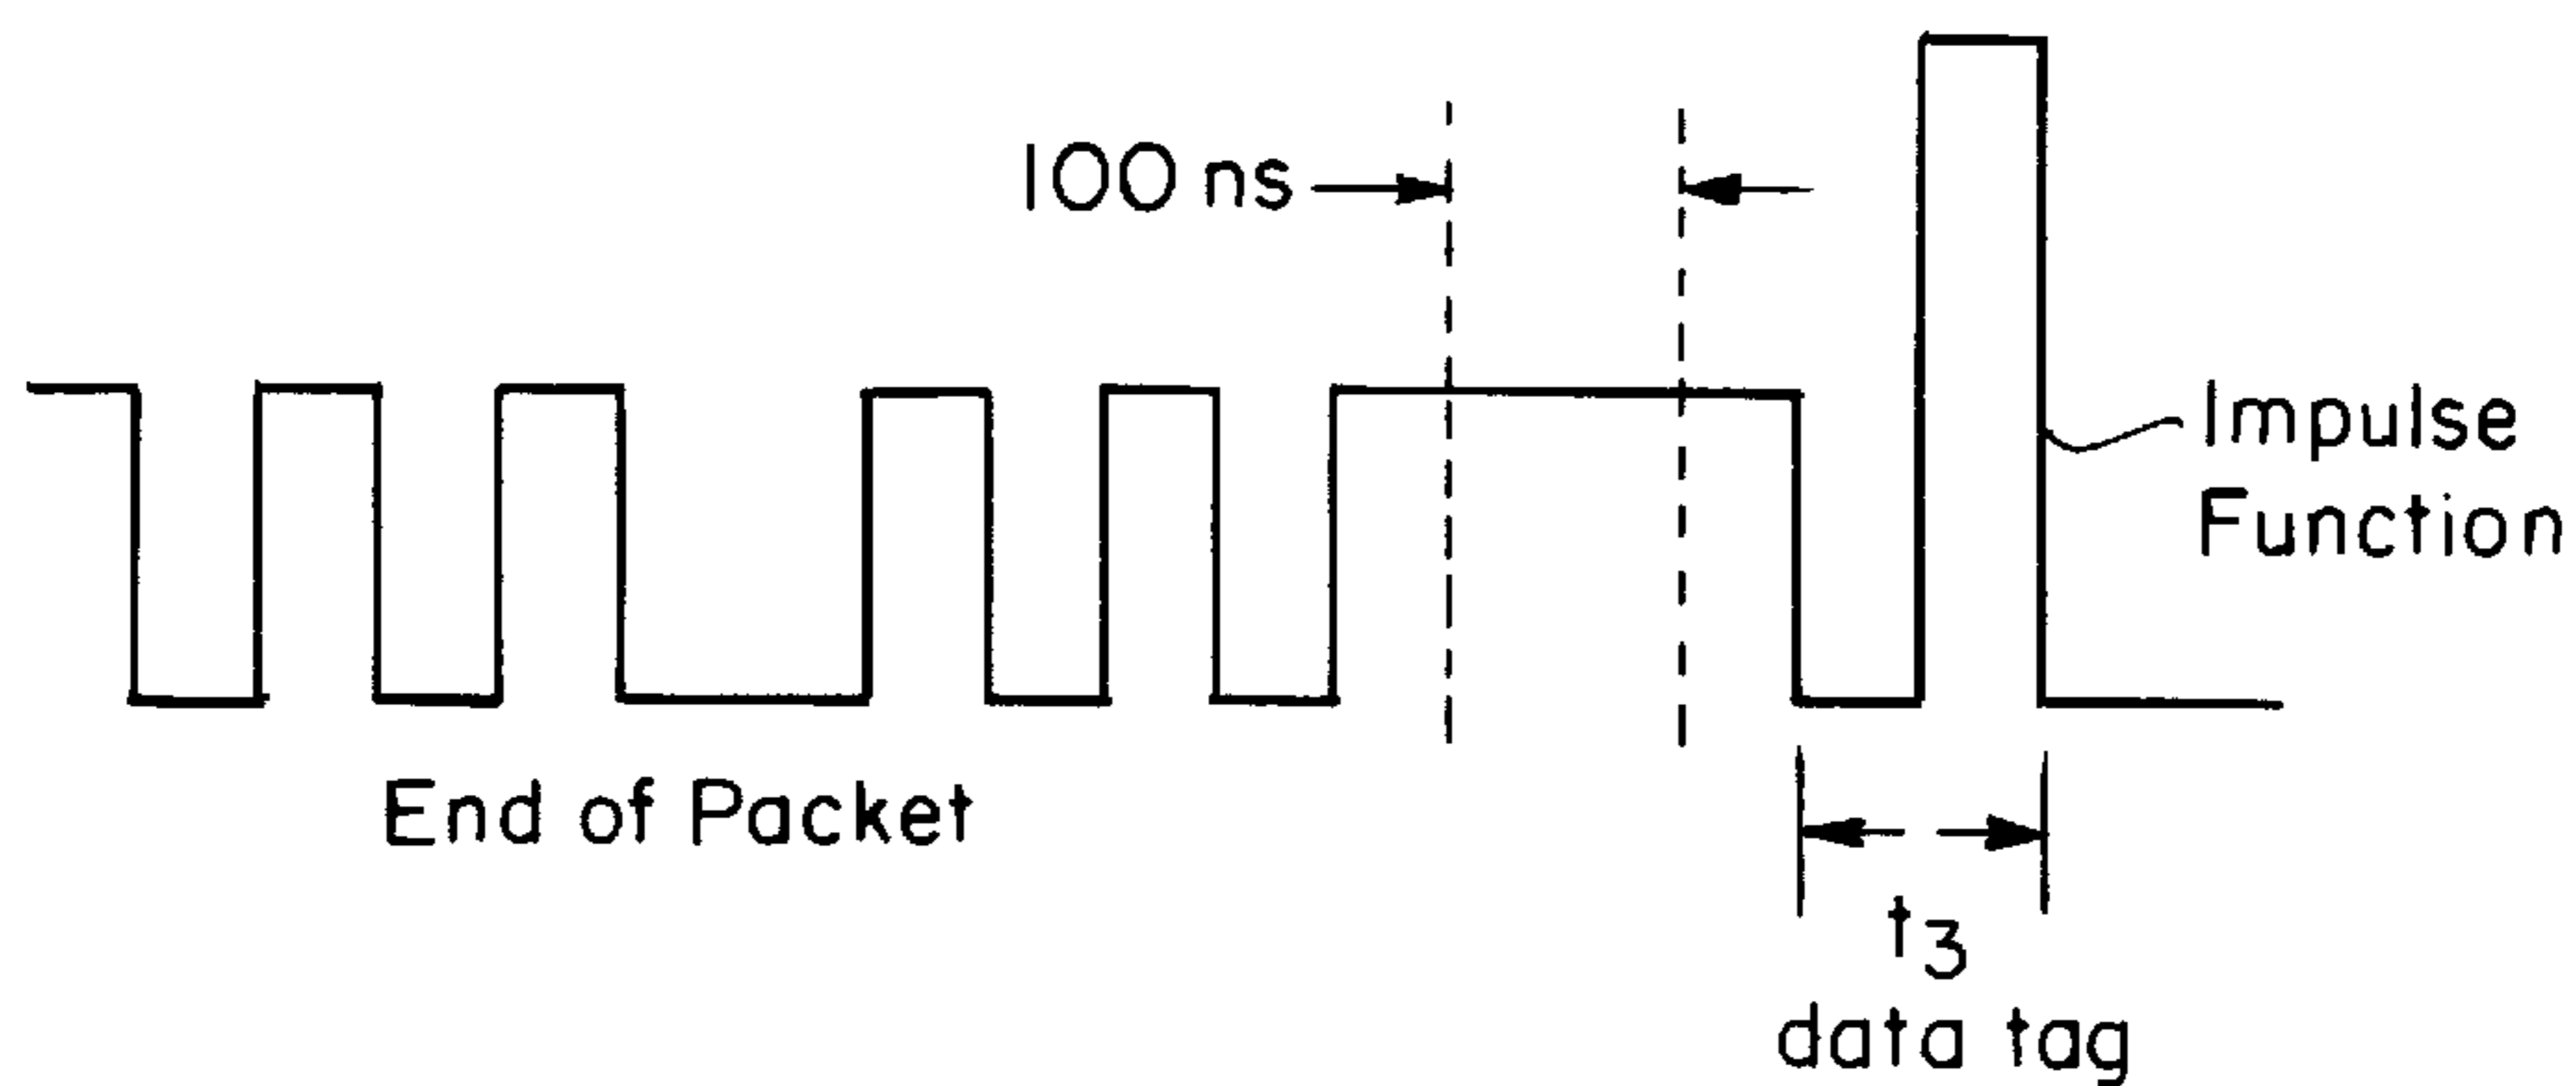 100 ns
Impulse
Function
End of Packet
t3
data tag